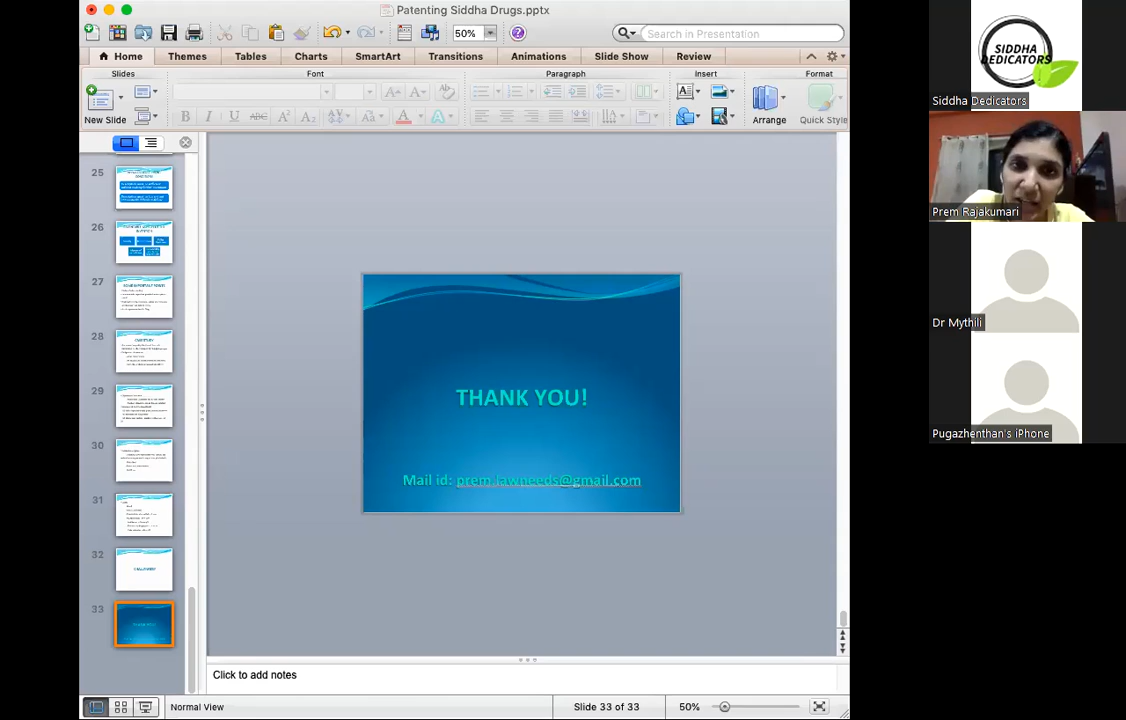 Patenting Siddha Drugs.pptx
50%
Search in Presentation
Home
Themes
Tables
Charts
SmartArt
Transitions
Animations
Slide Show
Review
Slides
Font
Paragraph
Insert
Format
New Slide
Arrange
Quick Style
25
26
27
28
29
30
31
32
33
THANK YOU!
Mail id: prem.lawneeds@gmail.com
Click to add notes
Normal View
Slide 33 of 33
50%
SIDDHA
DEDICATORS
Siddha Dedicators
Prem Rajakumari
Dr Mythili
Pugazhenthan's iPhone